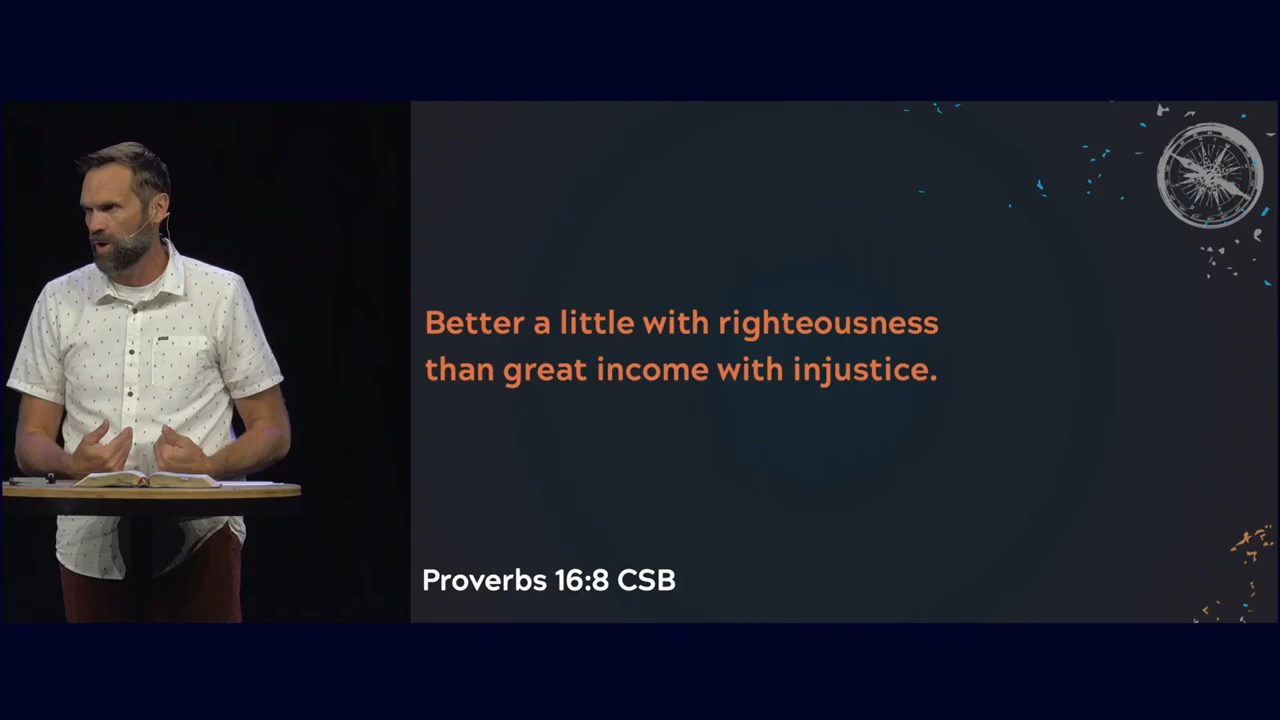 Better a little with righteousness
than great income with injustice.
Proverbs 16:8 CSB